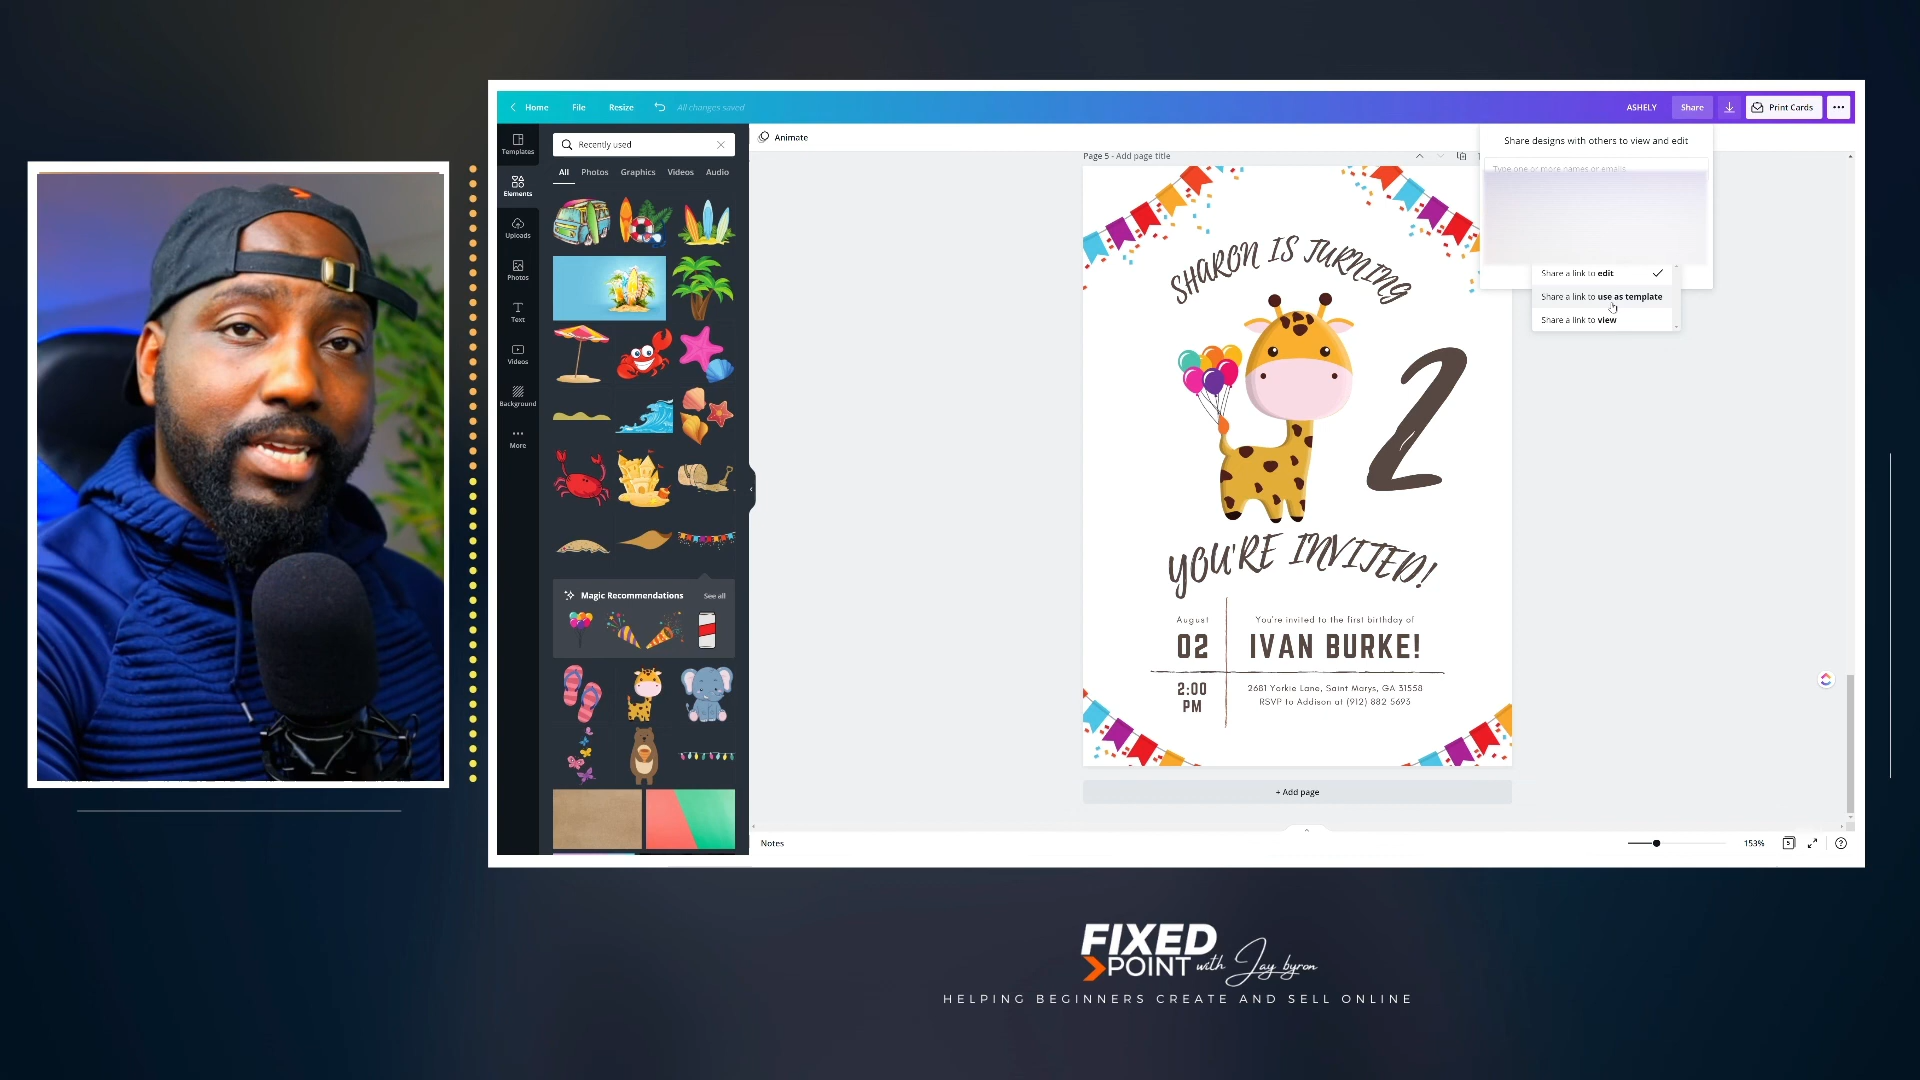 Home
File
Resize
All changes saved
ASHELY
Share
Print Cards
Templates
Elements
Uploads
Photos
Text
Videos
Background
More
Recently used
All
Photos
Graphics
Videos
Audio
Magic Recommendations
See all
Animate
Page 5 - Add page title
Share designs with others to view and edit
Type one or more names or emails
Share a link to edit
Share a link to use as template
Share a link to view
SHARON IS TURNING
2
YOU'RE INVITED!
August
02
2:00
PM
You're invited to the first birthday of
IVAN BURKE!
2681 Yorkie Lane, Saint Marys, GA 31558
RSVP to Addison at (912) 882 5695
+ Add page
Notes
153%
5
FIXED
POINT with Jay byron
HELPING BEGINNERS CREATE AND SELL ONLINE